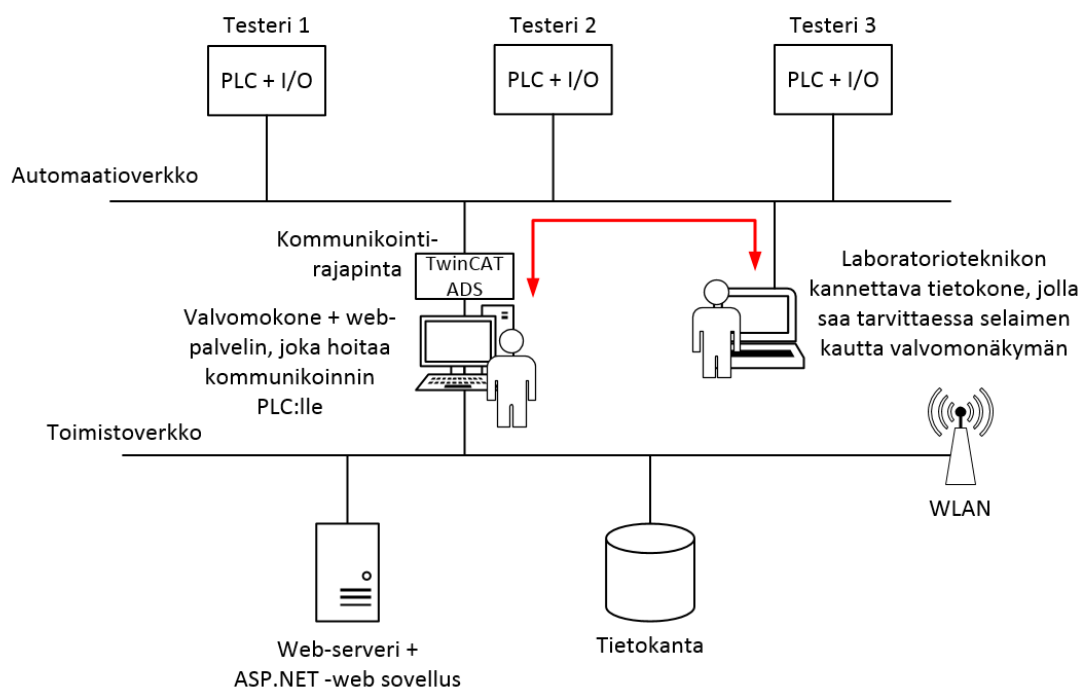 Testeri 1
Testeri 2
Testeri 3
PLC + I/O
PLC + I/O
PLC + I/O
Automaatioverkko
Kommunikointi-
rajapinta
TwinCAT
ADS
Laboratorioteknikon
kannettava tietokone, jolla
saa tarvittaessa selaimen
kautta valvomonäkymän
Valvomokone + web-
palvelin, joka hoitaa
kommunikoinnin
PLC:lle
Toimistoverkko
WLAN
Web-serveri +
ASP.NET -web sovellus
Tietokanta